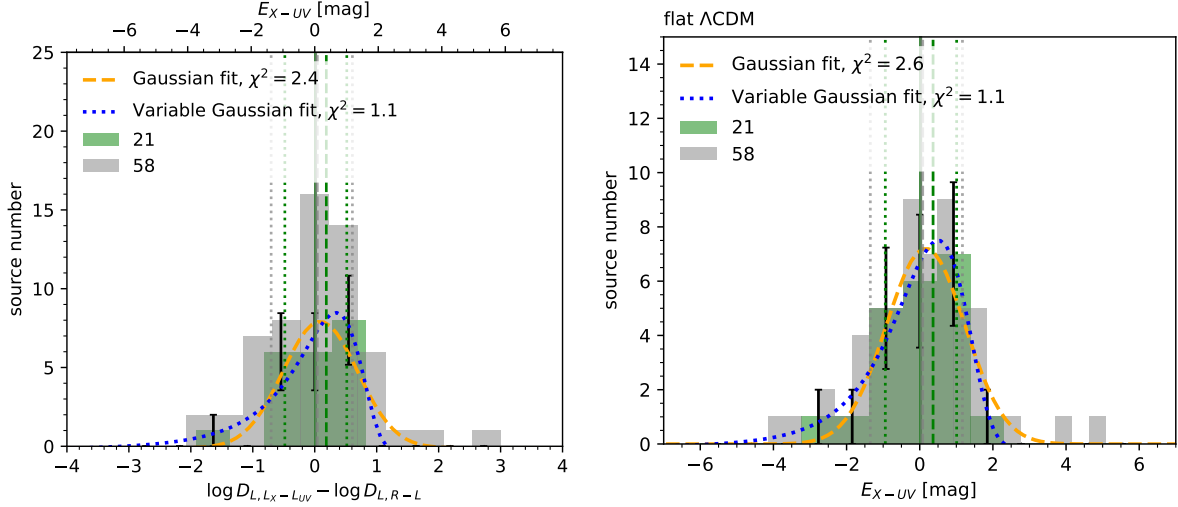 E_{X−UV} [mag]
−6 −4 −2 0 2 4 6
25
20
15
10
5
0
source number
Gaussian fit, χ² = 2.4
Variable Gaussian fit, χ² = 1.1
21
58
−4 −3 −2 −1 0 1 2 3 4
log D_{L, L_X−L_{UV}} − log D_{L, R−L}
flat ΛCDM
14
12
10
8
6
4
2
0
source number
Gaussian fit, χ² = 2.6
Variable Gaussian fit, χ² = 1.1
21
58
−6 −4 −2 0 2 4 6
E_{X−UV} [mag]